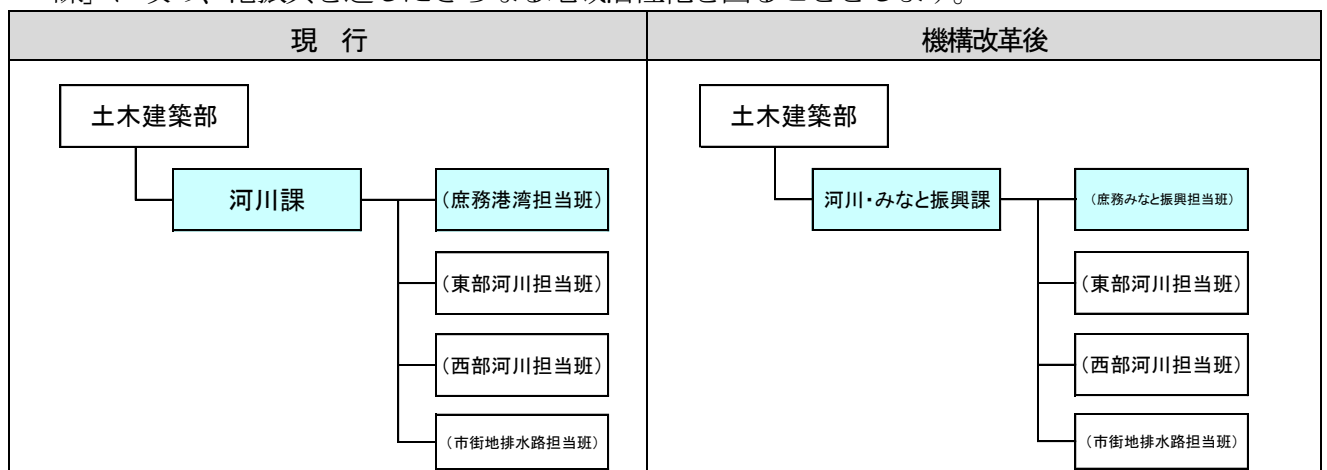 現 行
機構改革後
土木建築部
河川課
(庶務港湾担当班)
(東部河川担当班)
(西部河川担当班)
(市街地排水路担当班)
土木建築部
河川・みなと振興課
(庶務みなと振興担当班)
(東部河川担当班)
(西部河川担当班)
(市街地排水路担当班)